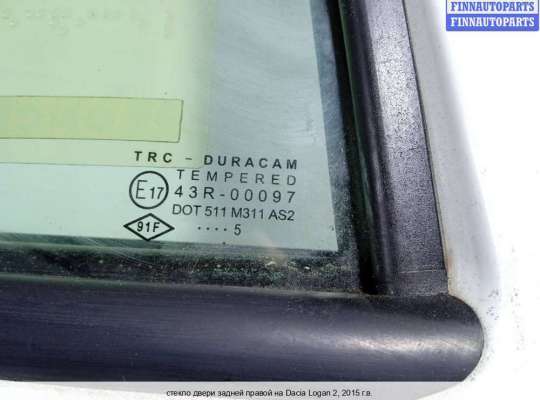 FINNAUTOPARTS
FINNAUTOPARTS
TRC - DURACAM
TEMPERED
E17 43R-00097
DOT 511 M311 AS2
91F
.... 5
стекло двери задней правой на Dacia Logan 2, 2015 г.в.